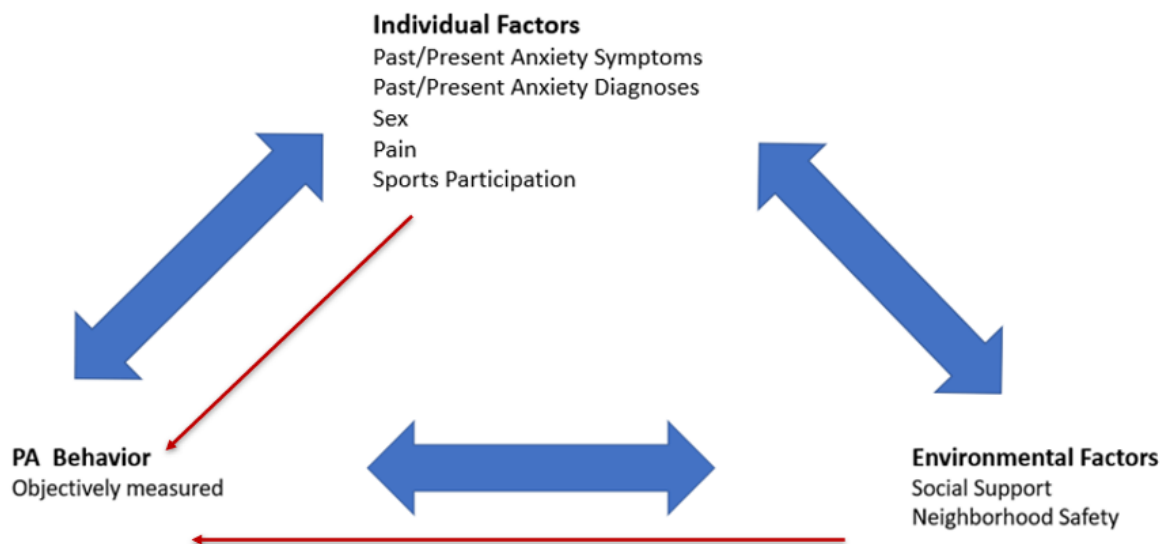 Individual Factors
Past/Present Anxiety Symptoms
Past/Present Anxiety Diagnoses
Sex
Pain
Sports Participation
PA Behavior
Objectively measured
Environmental Factors
Social Support
Neighborhood Safety